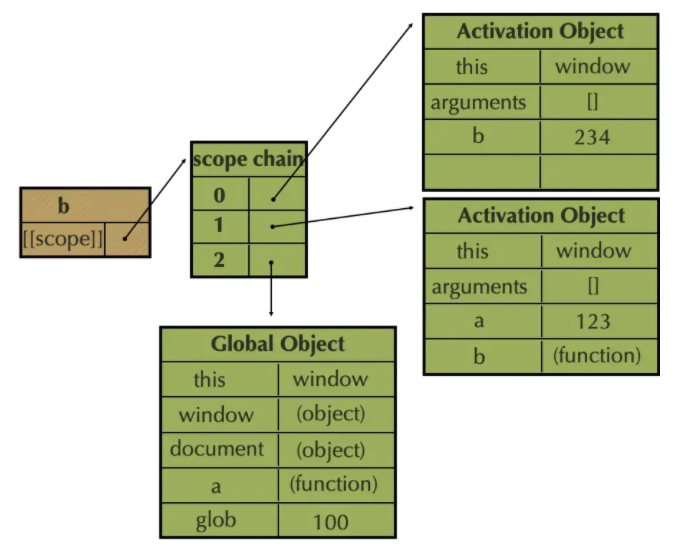 b
[[scope]]
scope chain
0
1
2
Activation Object
this window
arguments []
b 234
Activation Object
this window
arguments []
a 123
b (function)
Global Object
this window
window (object)
document (object)
a (function)
glob 100